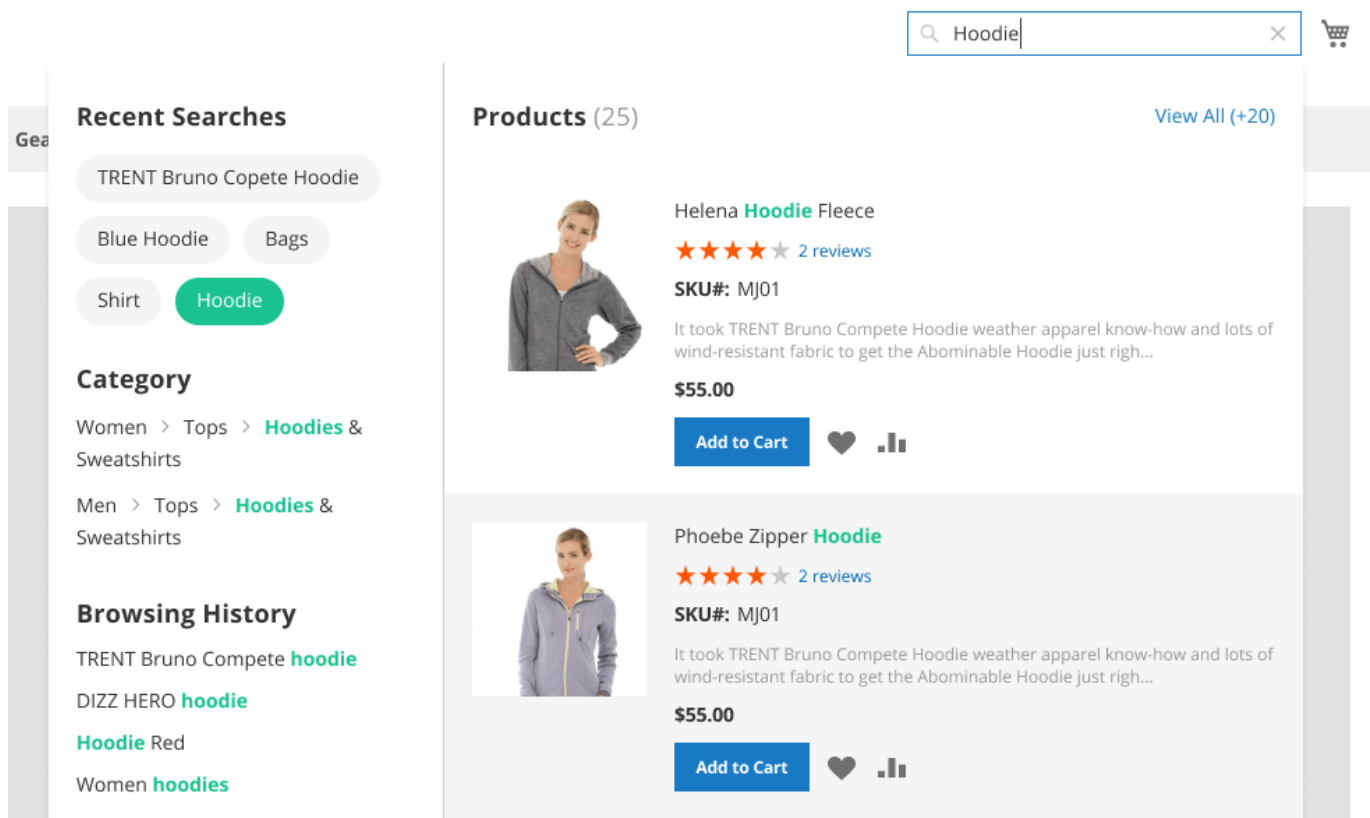 Hoodie
Gea
Recent Searches
TRENT Bruno Copete Hoodie
Blue Hoodie
Bags
Shirt
Hoodie
Category
Women > Tops > Hoodies &
Sweatshirts
Men > Tops > Hoodies &
Sweatshirts
Browsing History
TRENT Bruno Compete hoodie
DIZZ HERO hoodie
Hoodie Red
Women hoodies
Products (25)
View All (+20)
Helena Hoodie Fleece
2 reviews
SKU#: MJ01
It took TRENT Bruno Compete Hoodie weather apparel know-how and lots of
wind-resistant fabric to get the Abominable Hoodie just righ...
$55.00
Add to Cart
Phoebe Zipper Hoodie
2 reviews
SKU#: MJ01
It took TRENT Bruno Compete Hoodie weather apparel know-how and lots of
wind-resistant fabric to get the Abominable Hoodie just righ...
$55.00
Add to Cart